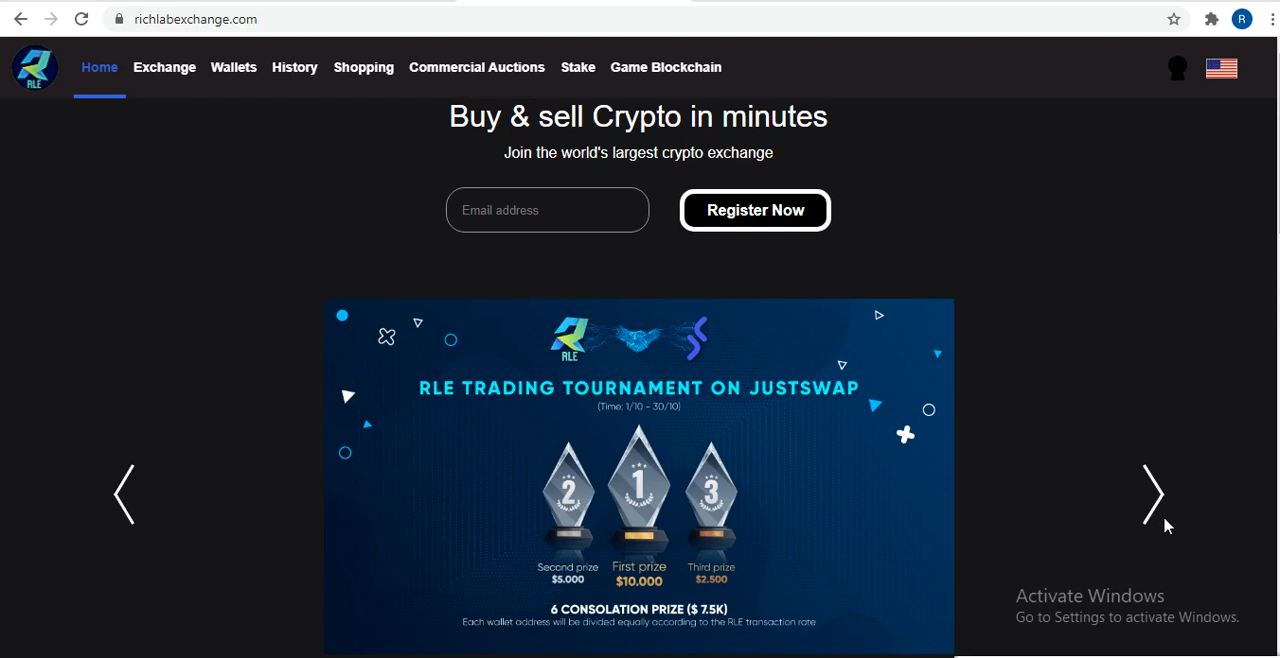 richlabexchange.com
R
RLE
Home Exchange Wallets History Shopping Commercial Auctions Stake Game Blockchain
Buy & sell Crypto in minutes
Join the world's largest crypto exchange
Email address
Register Now
RLE
RLE TRADING TOURNAMENT ON JUSTSWAP
(Time: 1/10 - 30/10)
2 1 3
Second prize First prize Third prize
$5.000 $10.000 $2.500
6 CONSOLATION PRIZE ($ 7.5K)
Each wallet address will be divided equally according to the RLE transaction rate
Activate Windows
Go to Settings to activate Windows.